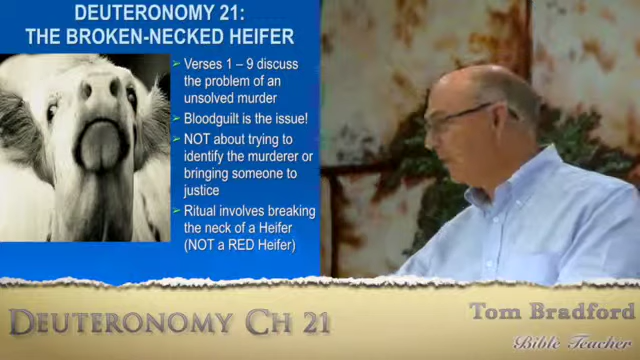 DEUTERONOMY 21:
THE BROKEN-NECKED HEIFER
➢ Verses 1 – 9 discuss
the problem of an
unsolved murder
➢ Bloodguilt is the issue!
➢ NOT about trying to
identify the murderer or
bringing someone to
justice
➢ Ritual involves breaking
the neck of a Heifer
(NOT a RED Heifer)
DEUTERONOMY CH 21
Tom Bradford
Bible Teacher